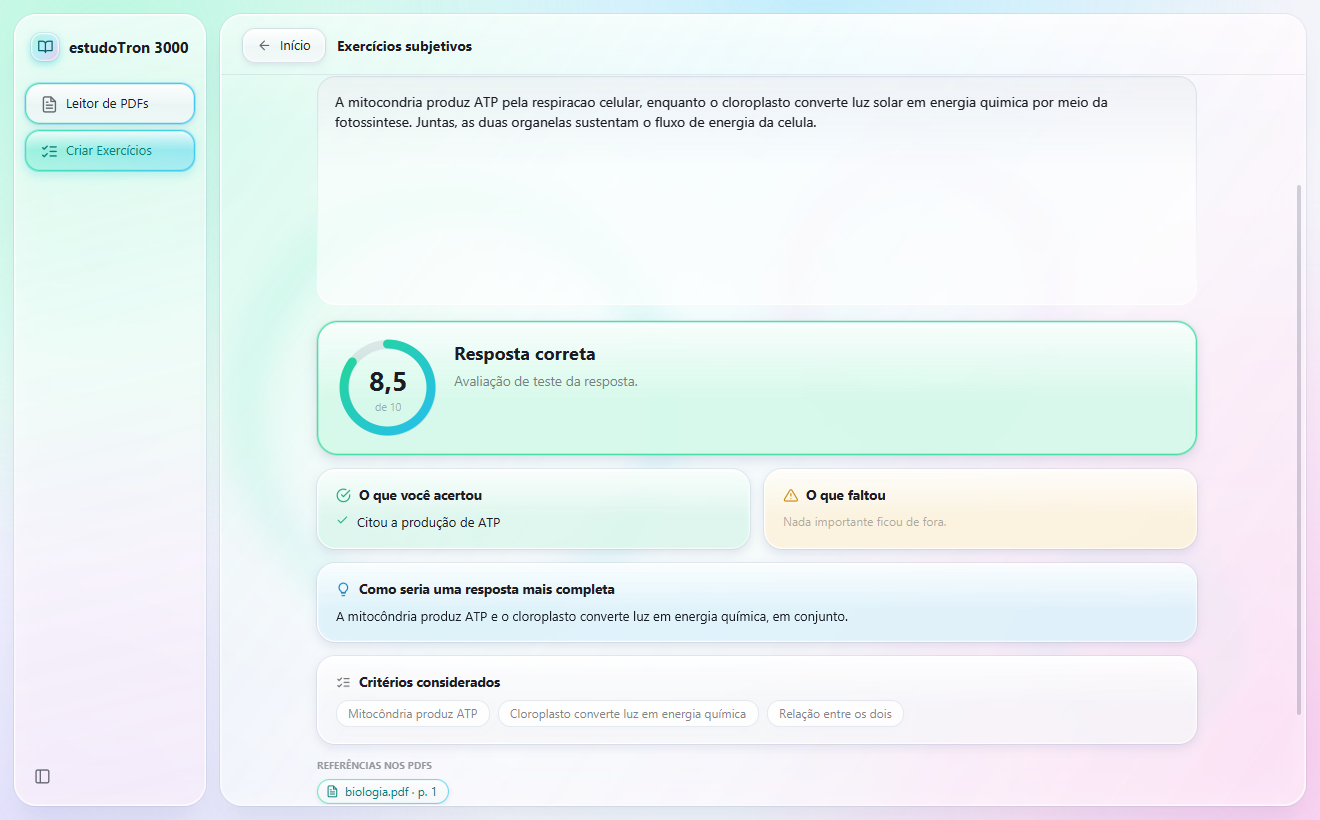 estudoTron 3000
Leitor de PDFs
Criar Exercícios
Início
Exercícios subjetivos
A mitocondria produz ATP pela respiracao celular, enquanto o cloroplasto converte luz solar em energia quimica por meio da
fotossintese. Juntas, as duas organelas sustentam o fluxo de energia da celula.
8,5
de 10
Resposta correta
Avaliação de teste da resposta.
O que você acertou
Citou a produção de ATP
O que faltou
Nada importante ficou de fora.
Como seria uma resposta mais completa
A mitocôndria produz ATP e o cloroplasto converte luz em energia química, em conjunto.
Critérios considerados
Mitocôndria produz ATP
Cloroplasto converte luz em energia química
Relação entre os dois
REFERÊNCIAS NOS PDFS
biologia.pdf · p. 1